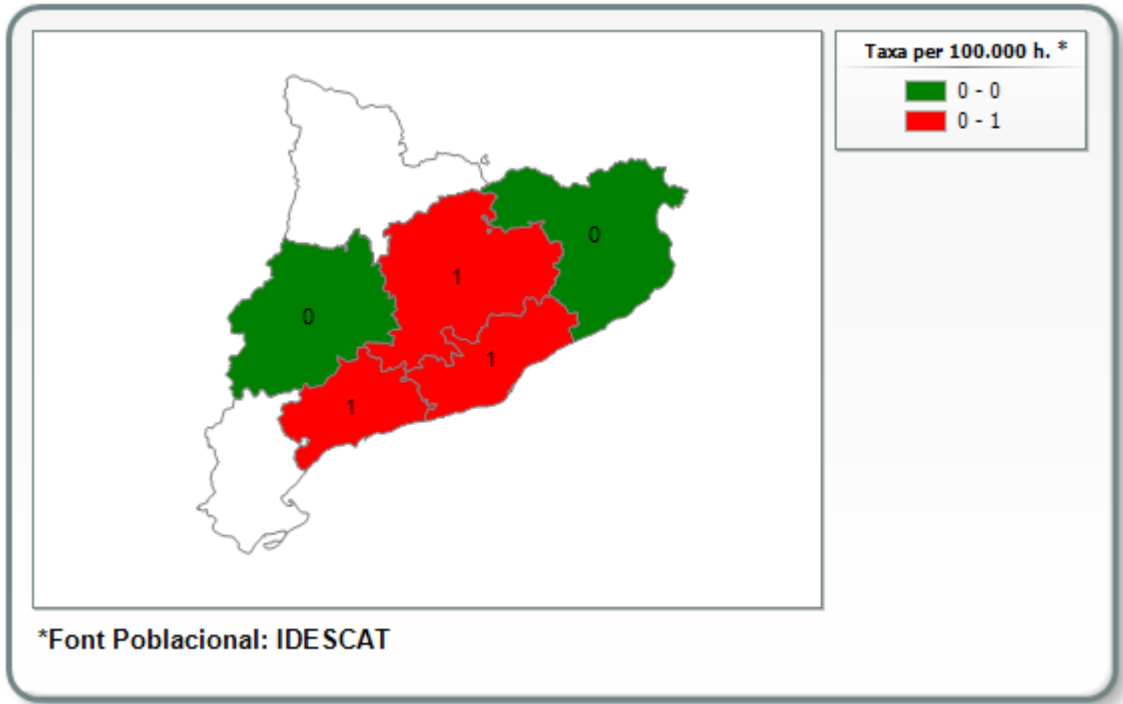 Taxa per 100.000 h. *
0 - 0
0 - 1
0
1
0
1
1
*Font Poblacional: IDESCAT